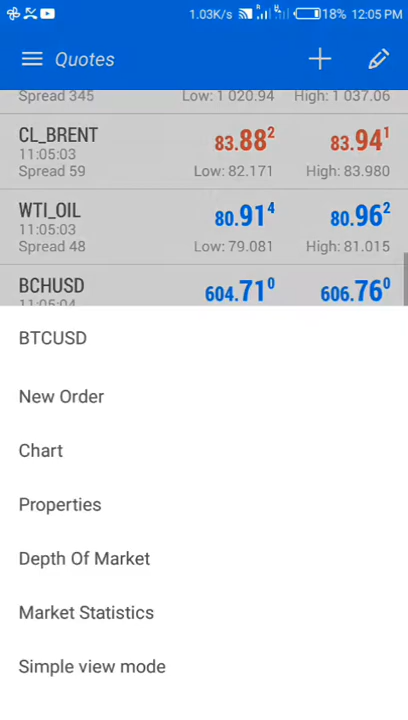 1.03K/s 18% 12:05 PM
Quotes
Spread 345 Low: 1 020.94 High: 1 037.06
CL_BRENT 83.88² 83.94¹
11:05:03
Spread 59 Low: 82.171 High: 83.980
WTI_OIL 80.91⁴ 80.96²
11:05:03
Spread 48 Low: 79.081 High: 81.015
BCHUSD 604.71⁰ 606.76⁰
11:05:04
BTCUSD
New Order
Chart
Properties
Depth Of Market
Market Statistics
Simple view mode